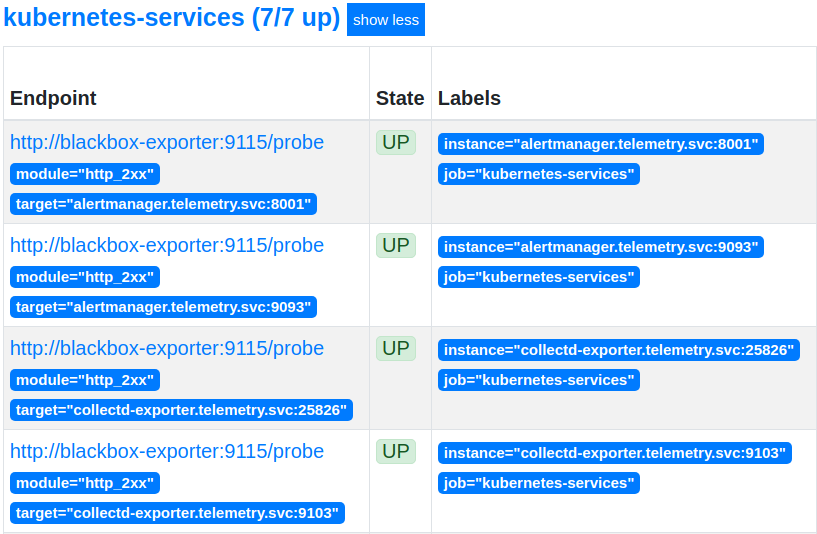 kubernetes-services (7/7 up) show less
Endpoint State Labels
http://blackbox-exporter:9115/probe UP instance="alertmanager.telemetry.svc:8001"
module="http_2xx" job="kubernetes-services"
target="alertmanager.telemetry.svc:8001"
http://blackbox-exporter:9115/probe UP instance="alertmanager.telemetry.svc:9093"
module="http_2xx" job="kubernetes-services"
target="alertmanager.telemetry.svc:9093"
http://blackbox-exporter:9115/probe UP instance="collectd-exporter.telemetry.svc:25826"
module="http_2xx" job="kubernetes-services"
target="collectd-exporter.telemetry.svc:25826"
http://blackbox-exporter:9115/probe UP instance="collectd-exporter.telemetry.svc:9103"
module="http_2xx" job="kubernetes-services"
target="collectd-exporter.telemetry.svc:9103"